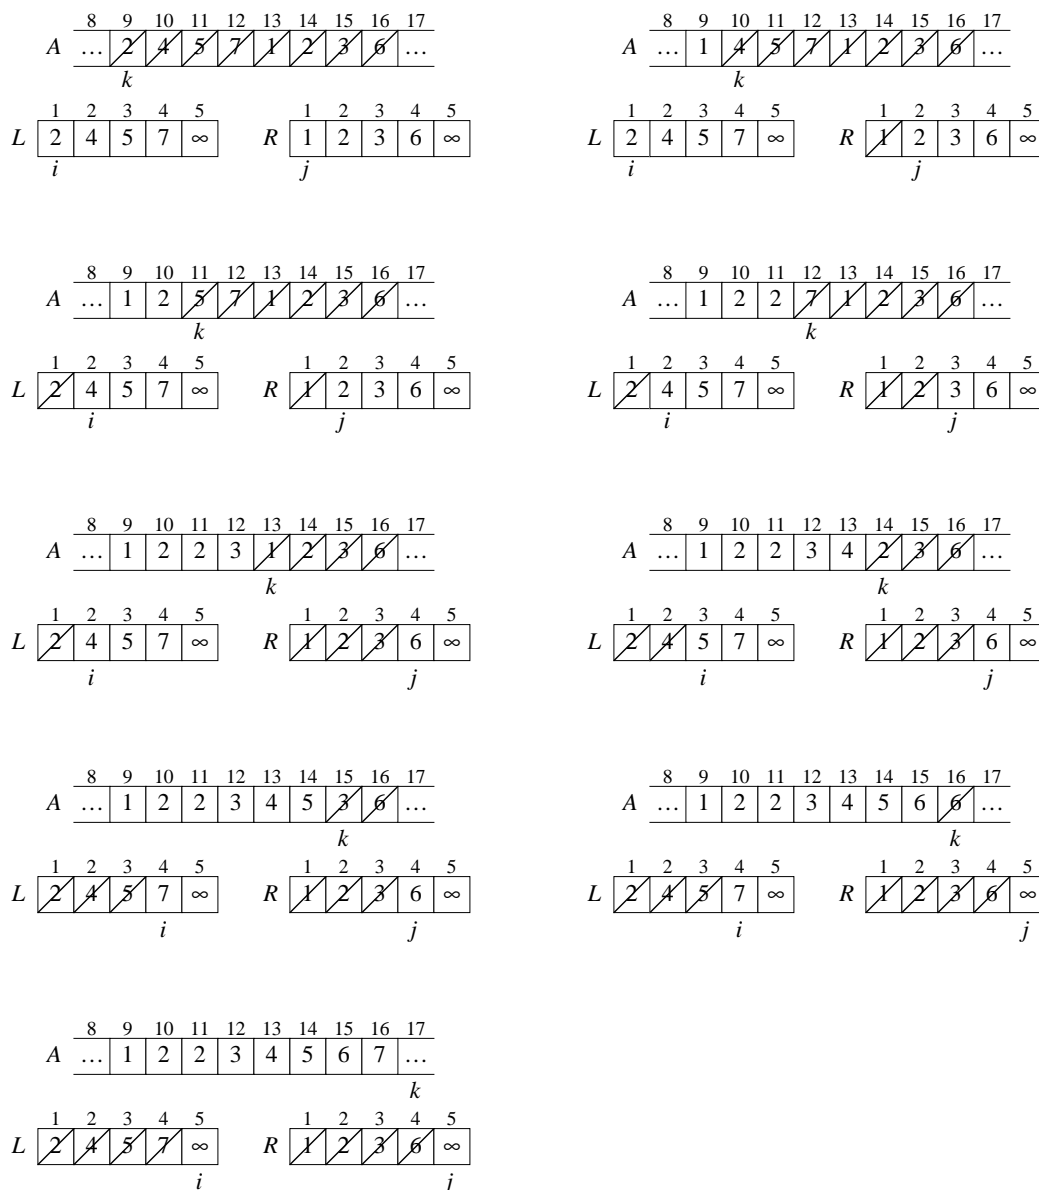 8 9 10 11 12 13 14 15 16 17
A … 2 4 5 7 1 2 3 6 …
k
1 2 3 4 5 1 2 3 4 5
L 2 4 5 7 ∞ R 1 2 3 6 ∞
i j
8 9 10 11 12 13 14 15 16 17
A … 1 4 5 7 1 2 3 6 …
k
1 2 3 4 5 1 2 3 4 5
L 2 4 5 7 ∞ R 1 2 3 6 ∞
i j
8 9 10 11 12 13 14 15 16 17
A … 1 2 5 7 1 2 3 6 …
k
1 2 3 4 5 1 2 3 4 5
L 2 4 5 7 ∞ R 1 2 3 6 ∞
i j
8 9 10 11 12 13 14 15 16 17
A … 1 2 2 7 1 2 3 6 …
k
1 2 3 4 5 1 2 3 4 5
L 2 4 5 7 ∞ R 1 2 3 6 ∞
i j
8 9 10 11 12 13 14 15 16 17
A … 1 2 2 3 1 2 3 6 …
k
1 2 3 4 5 1 2 3 4 5
L 2 4 5 7 ∞ R 1 2 3 6 ∞
i j
8 9 10 11 12 13 14 15 16 17
A … 1 2 2 3 4 2 3 6 …
k
1 2 3 4 5 1 2 3 4 5
L 2 4 5 7 ∞ R 1 2 3 6 ∞
i j
8 9 10 11 12 13 14 15 16 17
A … 1 2 2 3 4 5 3 6 …
k
1 2 3 4 5 1 2 3 4 5
L 2 4 5 7 ∞ R 1 2 3 6 ∞
i j
8 9 10 11 12 13 14 15 16 17
A … 1 2 2 3 4 5 6 6 …
k
1 2 3 4 5 1 2 3 4 5
L 2 4 5 7 ∞ R 1 2 3 6 ∞
i j
8 9 10 11 12 13 14 15 16 17
A … 1 2 2 3 4 5 6 7 …
k
1 2 3 4 5 1 2 3 4 5
L 2 4 5 7 ∞ R 1 2 3 6 ∞
i j